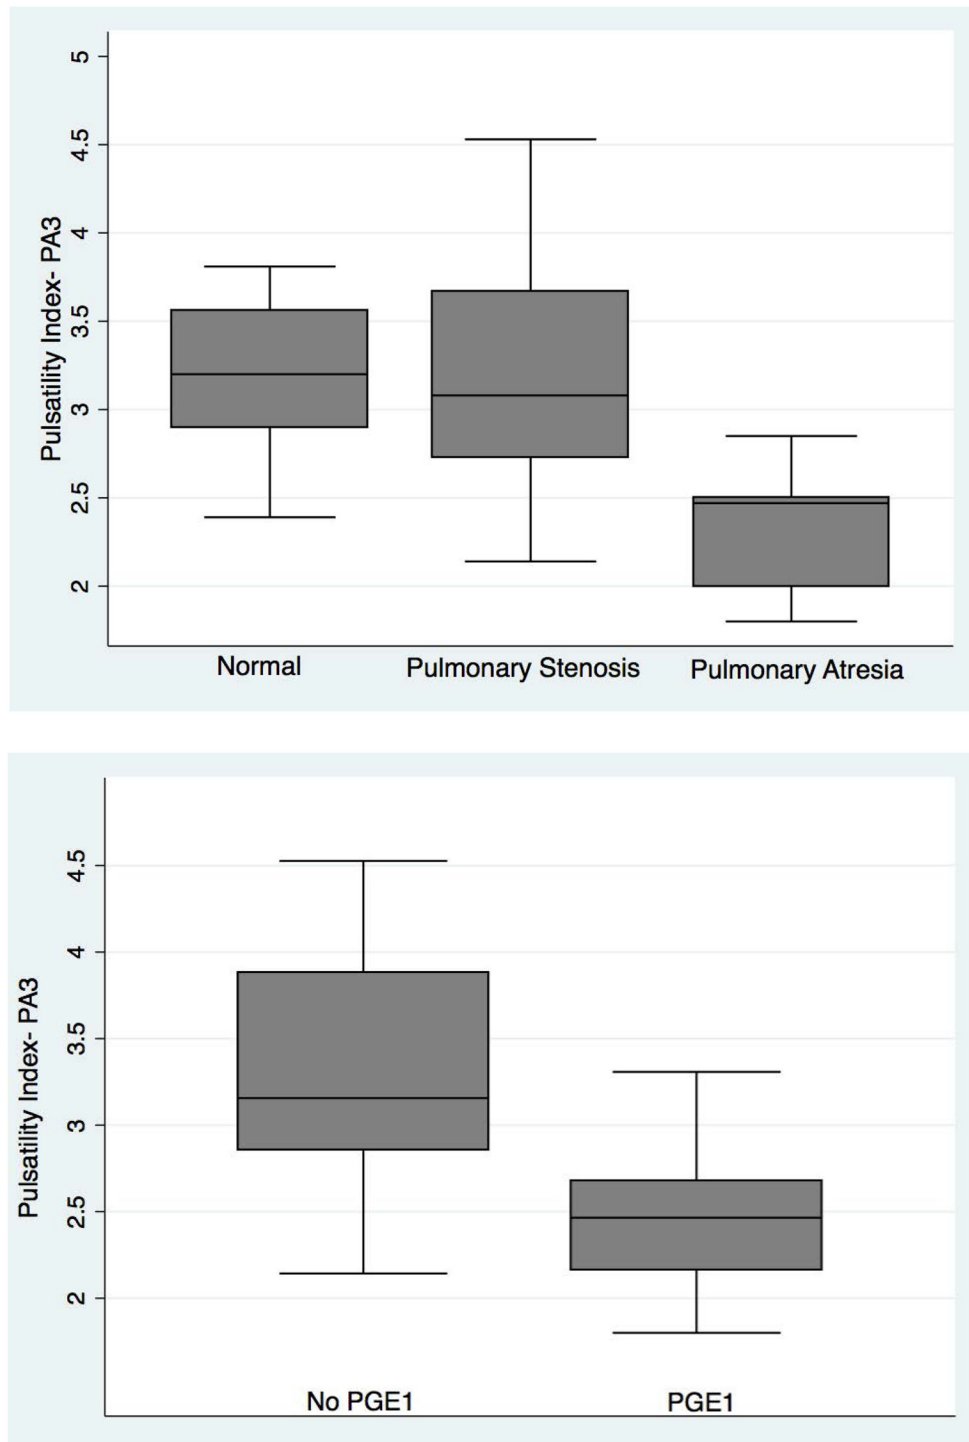 Pulsatility Index- PA3
5
4.5
4
3.5
3
2.5
2
Normal
Pulmonary Stenosis
Pulmonary Atresia
Pulsatility Index- PA3
4.5
4
3.5
3
2.5
2
No PGE1
PGE1